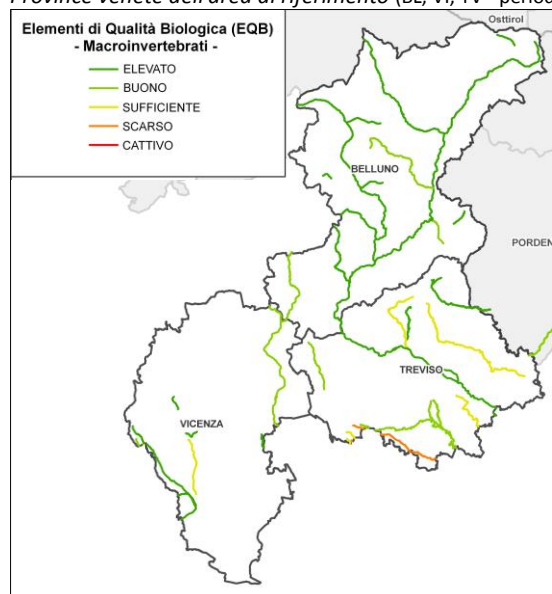 Province venete dell'area di riferimento (BL, VI, TV - period
Elementi di Qualità Biologica (EQB)
- Macroinvertebrati -
ELEVATO
BUONO
SUFFICIENTE
SCARSO
CATTIVO
Osttirol
BELLUNO
PORDEN
TREVISO
VICENZA